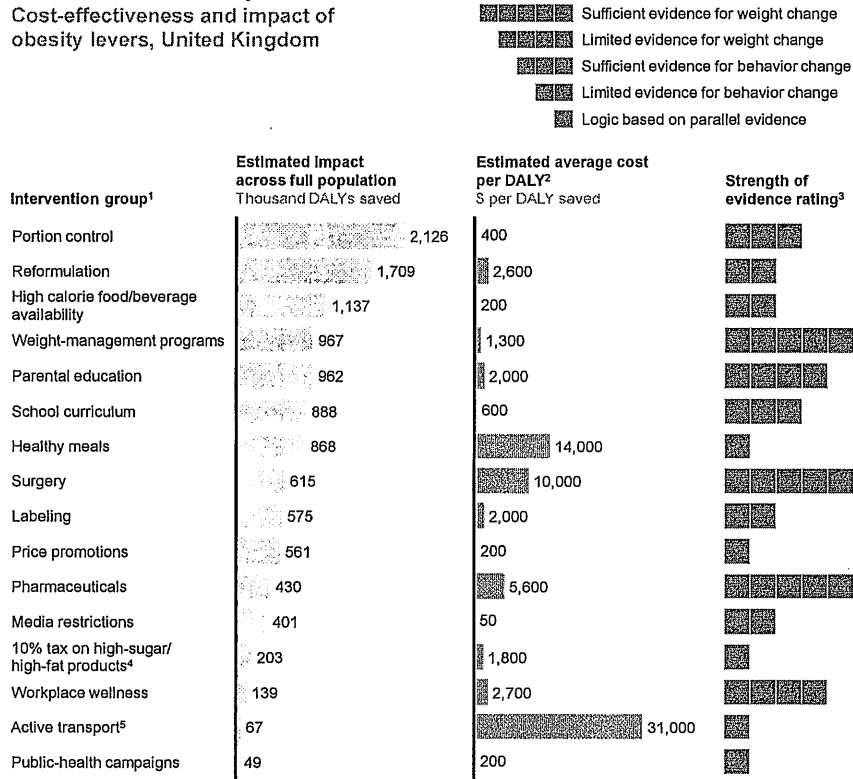 Cost-effectiveness and impact of
obesity levers, United Kingdom
Sufficient evidence for weight change
Limited evidence for weight change
Sufficient evidence for behavior change
Limited evidence for behavior change
Logic based on parallel evidence
Intervention group¹
Estimated impact
across full population
Thousand DALYs saved
Estimated average cost
per DALY²
$ per DALY saved
Strength of
evidence rating³
Portion control 2,126 400
Reformulation 1,709 2,600
High calorie food/beverage
availability 1,137 200
Weight-management programs 967 1,300
Parental education 962 2,000
School curriculum 888 600
Healthy meals 868 14,000
Surgery 615 10,000
Labeling 575 2,000
Price promotions 561 200
Pharmaceuticals 430 5,600
Media restrictions 401 50
10% tax on high-sugar/
high-fat products⁴ 203 1,800
Workplace wellness 139 2,700
Active transport⁵ 67 31,000
Public-health campaigns 49 200